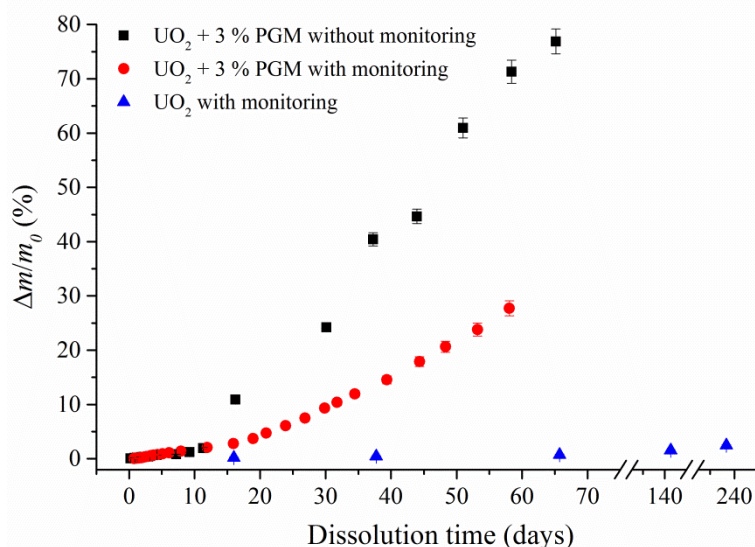 80
UO₂ + 3 % PGM without monitoring
70
UO₂ + 3 % PGM with monitoring
60
UO₂ with monitoring
50
40
30
20
10
0
Δm/m₀ (%)
0 10 20 30 40 50 60 70 140 240
Dissolution time (days)